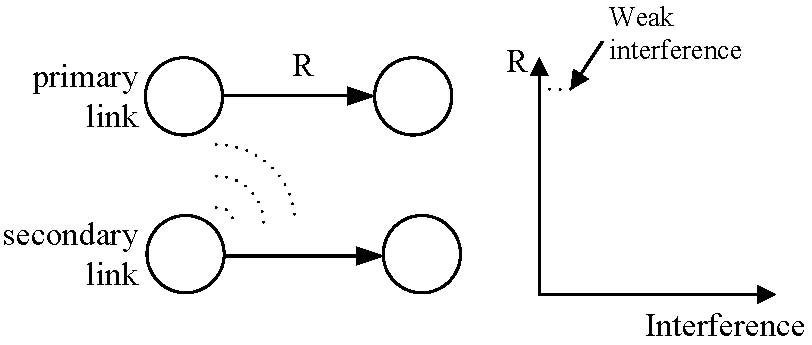 primary
link
R
secondary
link
R
Weak
interference
Interference